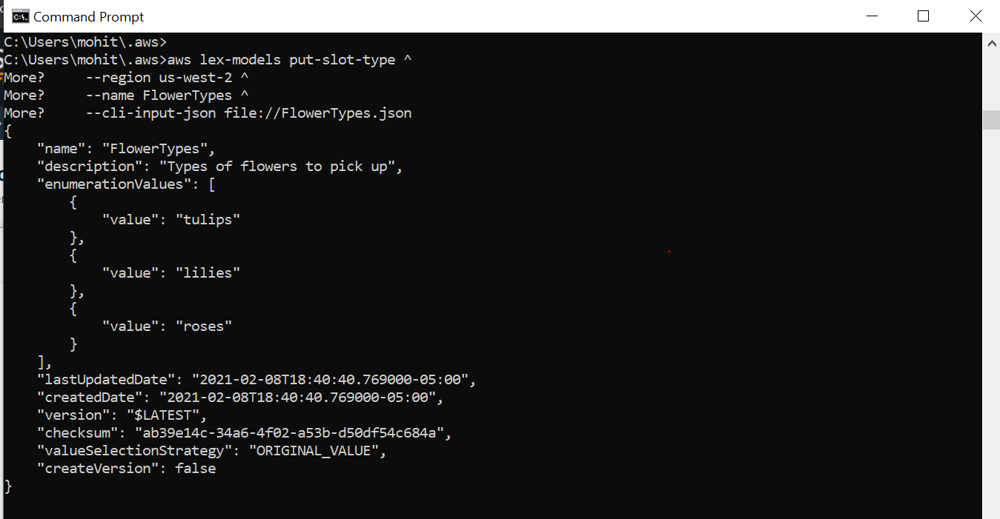 Command Prompt
C:\Users\mohit\.aws>
C:\Users\mohit\.aws>aws lex-models put-slot-type ^
More?     --region us-west-2 ^
More?     --name FlowerTypes ^
More?     --cli-input-json file://FlowerTypes.json
{
    "name": "FlowerTypes",
    "description": "Types of flowers to pick up",
    "enumerationValues": [
        {
            "value": "tulips"
        },
        {
            "value": "lilies"
        },
        {
            "value": "roses"
        }
    ],
    "lastUpdatedDate": "2021-02-08T18:40:40.769000-05:00",
    "createdDate": "2021-02-08T18:40:40.769000-05:00",
    "version": "$LATEST",
    "checksum": "ab39e14c-34a6-4f02-a53b-d50df54c684a",
    "valueSelectionStrategy": "ORIGINAL_VALUE",
    "createVersion": false
}